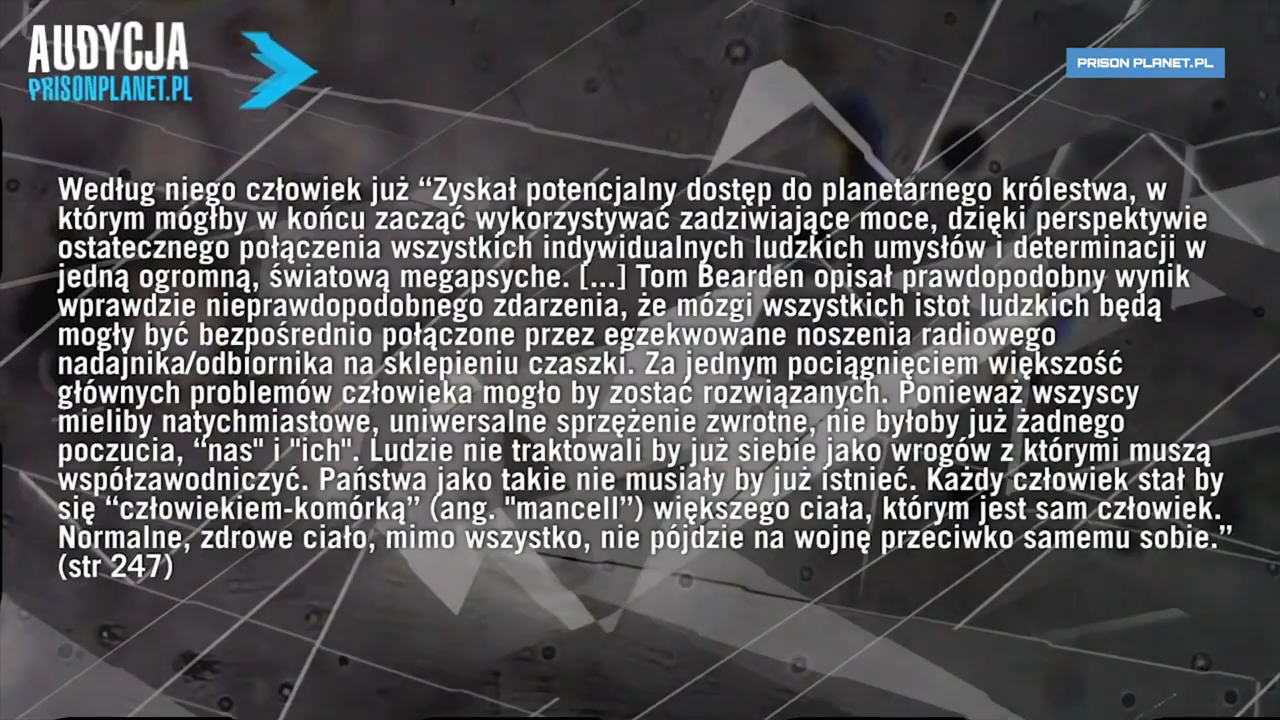 AUDYCJA
PRISONPLANET.PL
PRISON PLANET.PL
Według niego człowiek już “Zyskał potencjalny dostęp do planetarnego królestwa, w
którym mógłby w końcu zacząć wykorzystywać zadziwiające moce, dzięki perspektywie
ostatecznego połączenia wszystkich indywidualnych ludzkich umysłów i determinacji w
jedną ogromną, światową megapsyche. [...] Tom Bearden opisał prawdopodobny wynik
wprawdzie nieprawdopodobnego zdarzenia, że mózgi wszystkich istot ludzkich będą
mogły być bezpośrednio połączone przez egzekwowane noszenia radiowego
nadajnika/odbiornika na sklepieniu czaszki. Za jednym pociągnięciem większość
głównych problemów człowieka mogło by zostać rozwiązanych. Ponieważ wszyscy
mieliby natychmiastowe, uniwersalne sprzężenie zwrotne, nie byłoby już żadnego
poczucia, “nas" i "ich". Ludzie nie traktowali by już siebie jako wrogów z którymi muszą
współzawodniczyć. Państwa jako takie nie musiały by już istnieć. Każdy człowiek stał by
się “człowiekiem-komórką” (ang. "mancell”) większego ciała, którym jest sam człowiek.
Normalne, zdrowe ciało, mimo wszystko, nie pójdzie na wojnę przeciwko samemu sobie.”
(str 247)